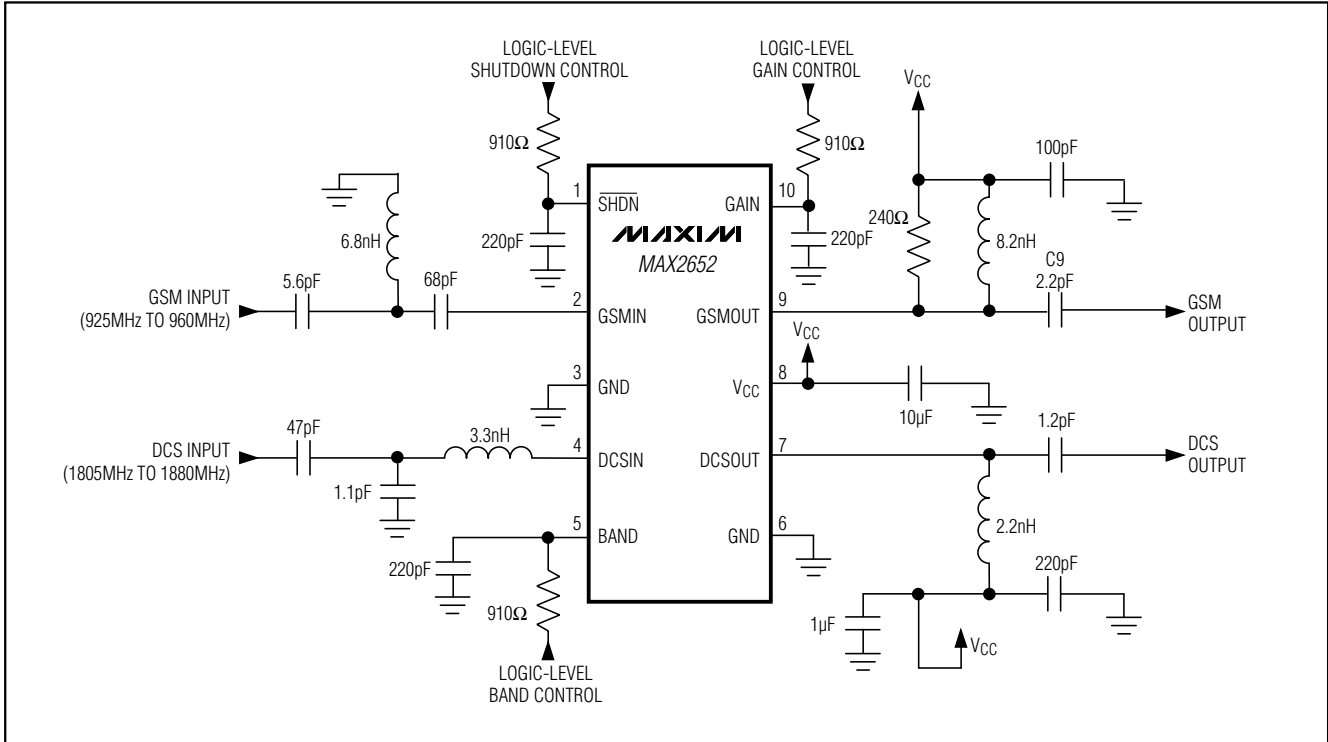 LOGIC-LEVEL
SHUTDOWN CONTROL
LOGIC-LEVEL
GAIN CONTROL
VCC
910Ω
910Ω
100pF
1
SHDN
GAIN
10
240Ω
8.2nH
6.8nH
220pF
MAXIM
MAX2652
220pF
C9
2.2pF
5.6pF
68pF
GSM INPUT
(925MHz TO 960MHz)
2
GSMIN
GSMOUT
9
GSM
OUTPUT
VCC
3
GND
VCC
8
10µF
47pF
3.3nH
1.2pF
DCS INPUT
(1805MHz TO 1880MHz)
4
DCSIN
DCSOUT
7
DCS
OUTPUT
1.1pF
2.2nH
5
BAND
GND
6
220pF
220pF
910Ω
1µF
VCC
LOGIC-LEVEL
BAND CONTROL